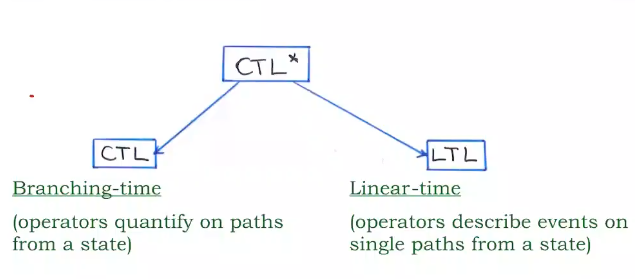 CTL*
CTL
LTL
Branching-time
Linear-time
(operators quantify on paths
from a state)
(operators describe events on
single paths from a state)